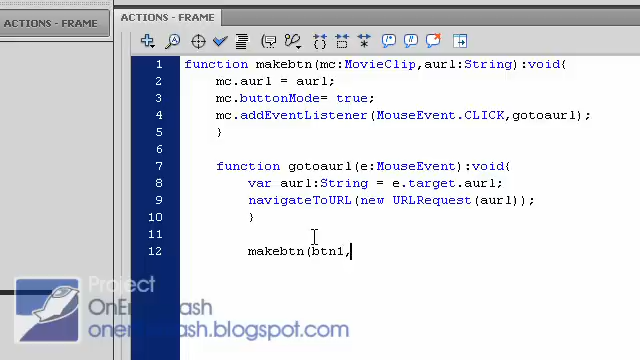 ACTIONS - FRAME
ACTIONS - FRAME
1 function makebtn(mc:MovieClip,aurl:String):void{
2 mc.aurl = aurl;
3 mc.buttonMode= true;
4 mc.addEventListener(MouseEvent.CLICK,gotoaurl);
5 }
6
7 function gotoaurl(e:MouseEvent):void{
8 var aurl:String = e.target.aurl;
9 navigateToURL(new URLRequest(aurl));
10 }
11
12 makebtn(btn1,
Project
OnEnterFlash
onenterflash.blogspot.com